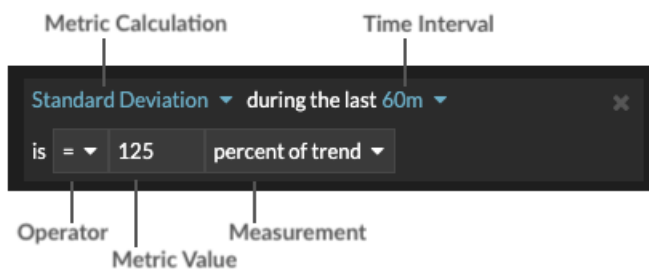 Metric Calculation Time Interval
Standard Deviation during the last 60m
is = 125 percent of trend
Operator Measurement
Metric Value